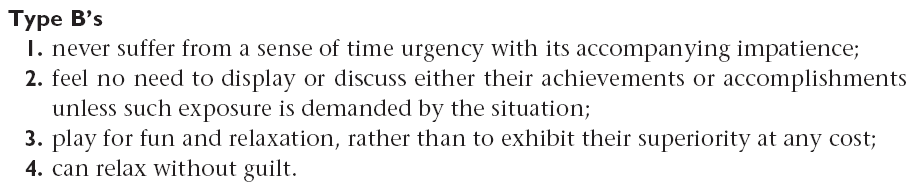 Type B's
1. never suffer from a sense of time urgency with its accompanying impatience;
2. feel no need to display or discuss either their achievements or accomplishments
unless such exposure is demanded by the situation;
3. play for fun and relaxation, rather than to exhibit their superiority at any cost;
4. can relax without guilt.